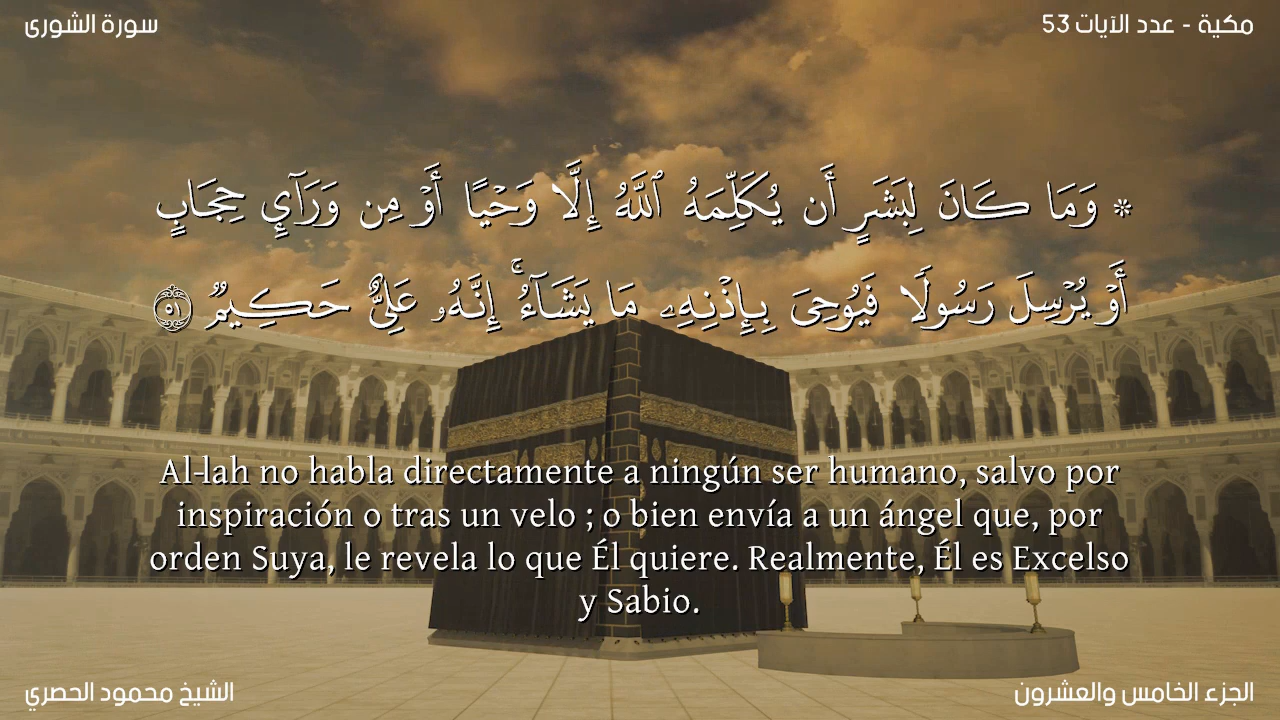 سورة الشورى
مكية - عدد الآيات 53
* وَمَا كَانَ لِبَشَرٍ أَن يُكَلِّمَهُ ٱللَّهُ إِلَّا وَحْيًا أَوْ مِن وَرَآئِ حِجَابٍ
أَوْ يُرْسِلَ رَسُولًا فَيُوحِىَ بِإِذْنِهِۦ مَا يَشَآءُ ۚ إِنَّهُۥ عَلِىٌّ حَكِيمٌ ٥١
Al-lah no habla directamente a ningún ser humano, salvo por
inspiración o tras un velo ; o bien envía a un ángel que, por
orden Suya, le revela lo que Él quiere. Realmente, Él es Excelso
y Sabio.
الشيخ محمود الحصري
الجزء الخامس والعشرون